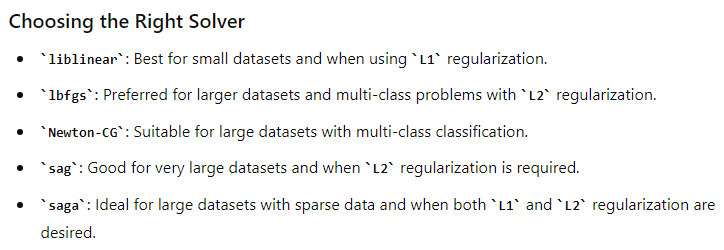 Choosing the Right Solver
• `liblinear`: Best for small datasets and when using `L1` regularization.
• `lbfgs`: Preferred for larger datasets and multi-class problems with `L2` regularization.
• `Newton-CG`: Suitable for large datasets with multi-class classification.
• `sag`: Good for very large datasets and when `L2` regularization is required.
• `saga`: Ideal for large datasets with sparse data and when both `L1` and `L2` regularization are
desired.